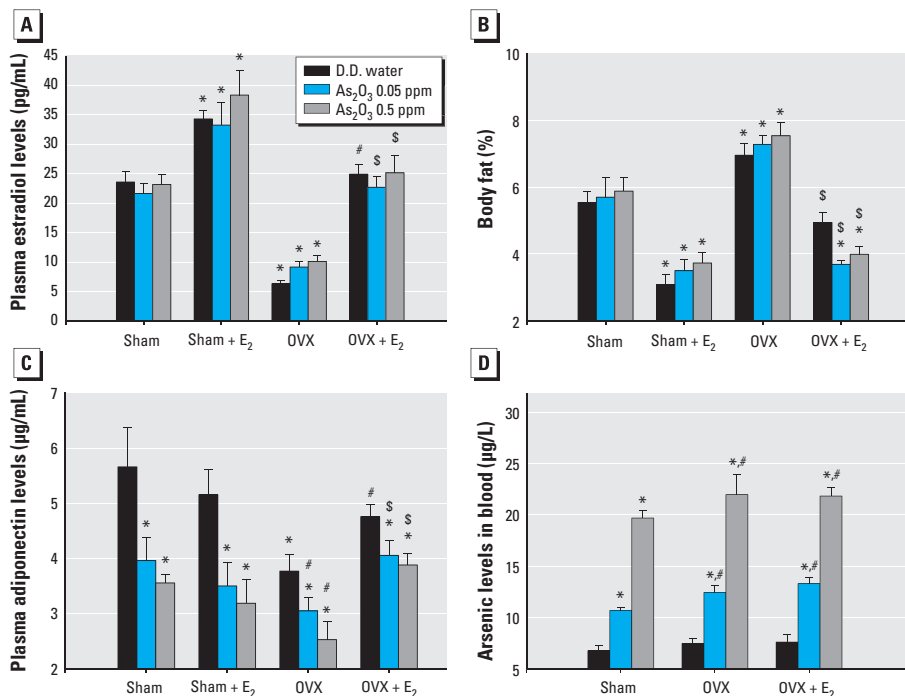 A
Plasma estradiol levels (pg/mL)
45
40
35
30
25
20
15
10
5
0
D.D. water
As₂O₃ 0.05 ppm
As₂O₃ 0.5 ppm
* * *
* * *
# $ $
Sham Sham + E₂ OVX OVX + E₂
B
Body fat (%)
10
8
6
4
2
* * *
* * *
$ $ * $ *
Sham Sham + E₂ OVX OVX + E₂
C
Plasma adiponectin levels (µg/mL)
7
6
5
4
3
2
* *
* *
* # * # *
# $ * $ *
Sham Sham + E₂ OVX OVX + E₂
D
Arsenic levels in blood (µg/L)
30
25
20
15
10
5
* *
*,# *,#
*,# *,#
Sham OVX OVX + E₂